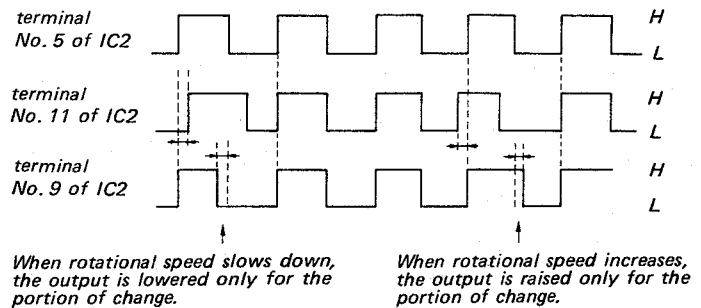 terminal
No. 5 of IC2
H
L
terminal
No. 11 of IC2
H
L
terminal
No. 9 of IC2
H
L
When rotational speed slows down,
the output is lowered only for the
portion of change.
When rotational speed increases,
the output is raised only for the
portion of change.